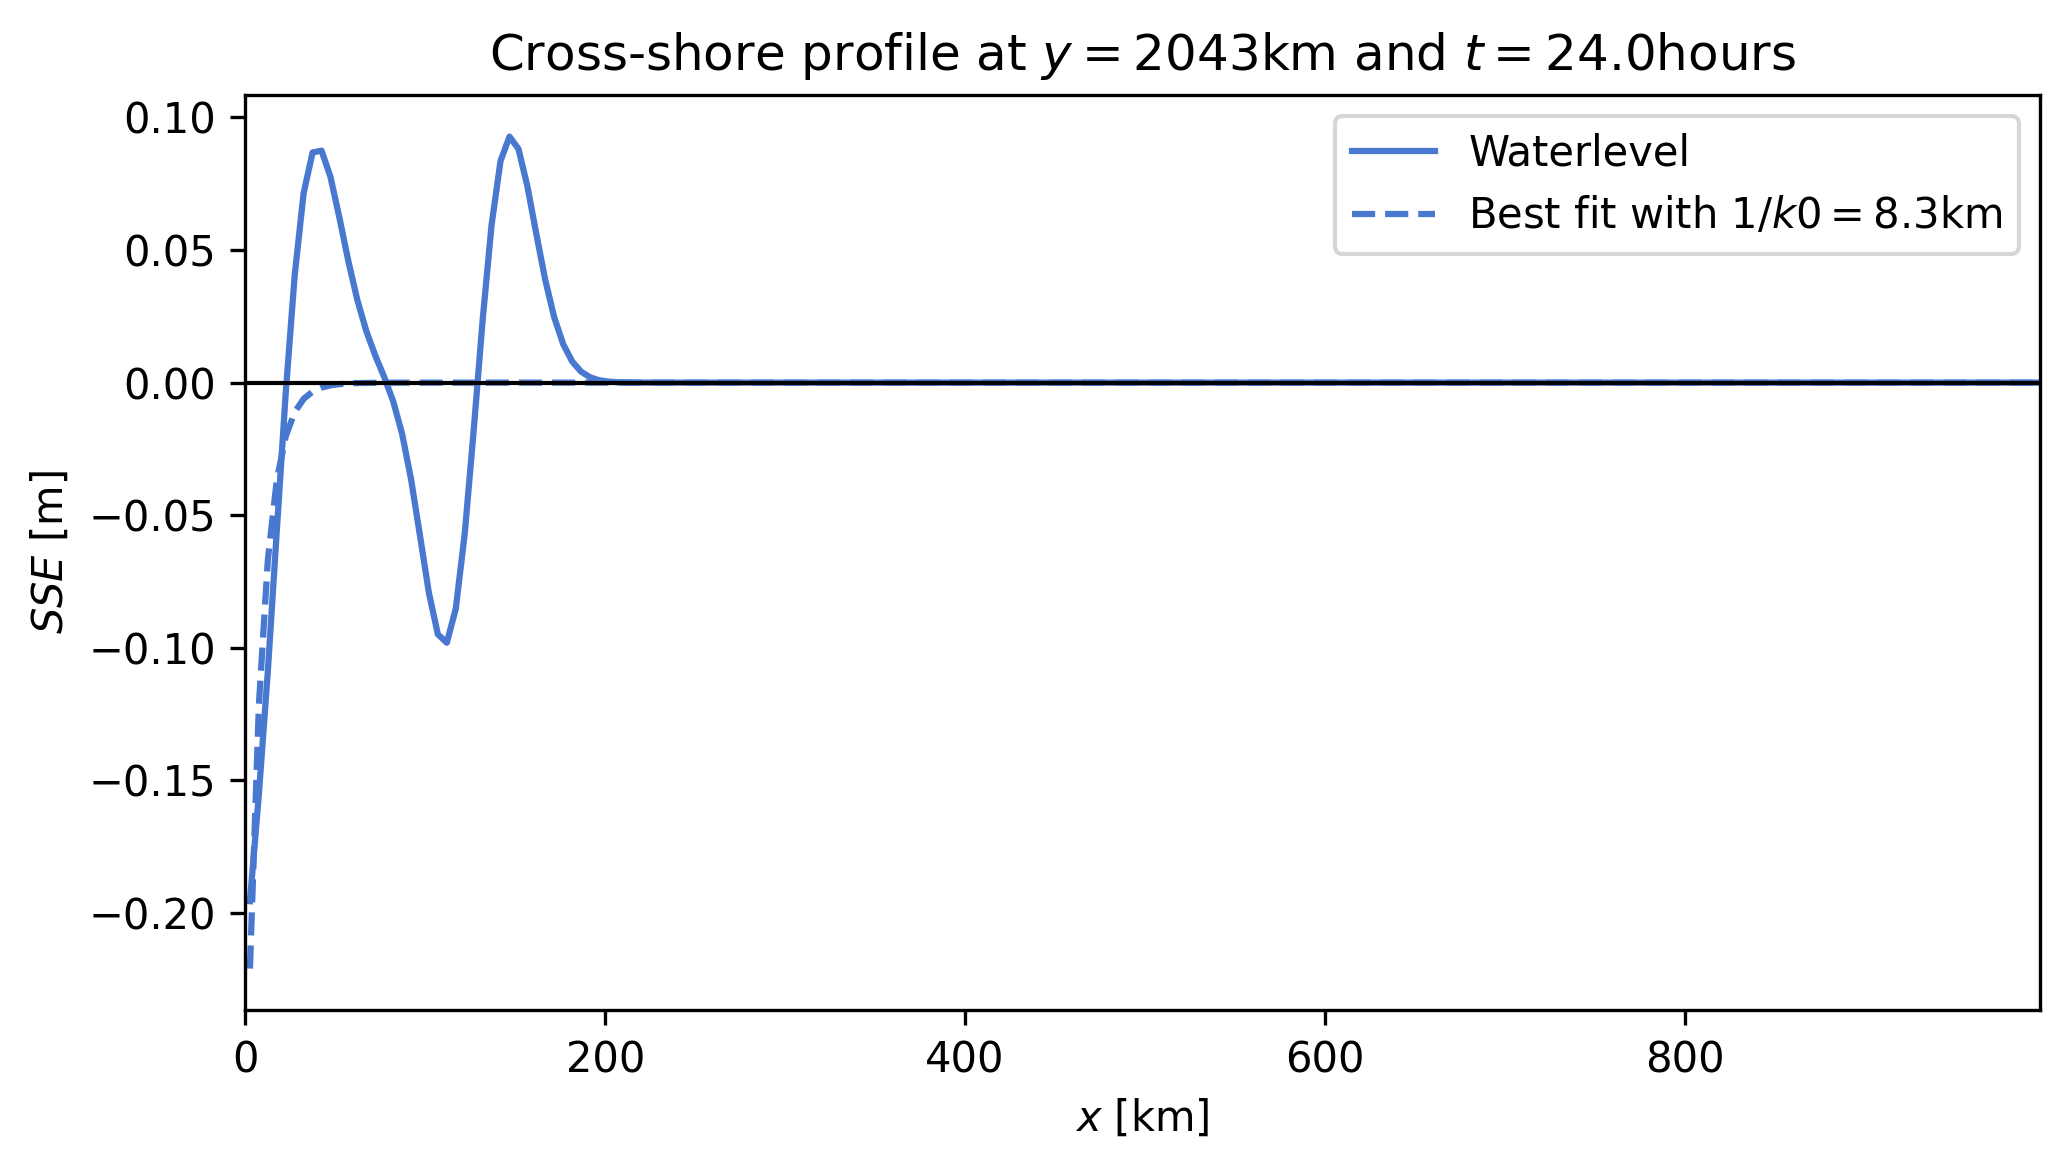 Cross-shore profile at y = 2043km and t = 24.0hours
0.10
0.05
0.00
−0.05
−0.10
−0.15
−0.20
SSE [m]
Waterlevel
Best fit with 1/k0 = 8.3km
0
200
400
600
800
x [km]